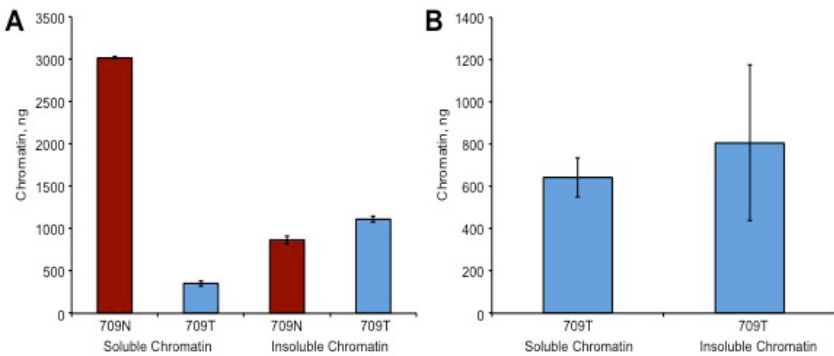 A
Chromatin, ng
3500
3000
2500
2000
1500
1000
500
0
709N 709T 709N 709T
Soluble Chromatin Insoluble Chromatin
B
Chromatin, ng
1400
1200
1000
800
600
400
200
0
709T 709T
Soluble Chromatin Insoluble Chromatin